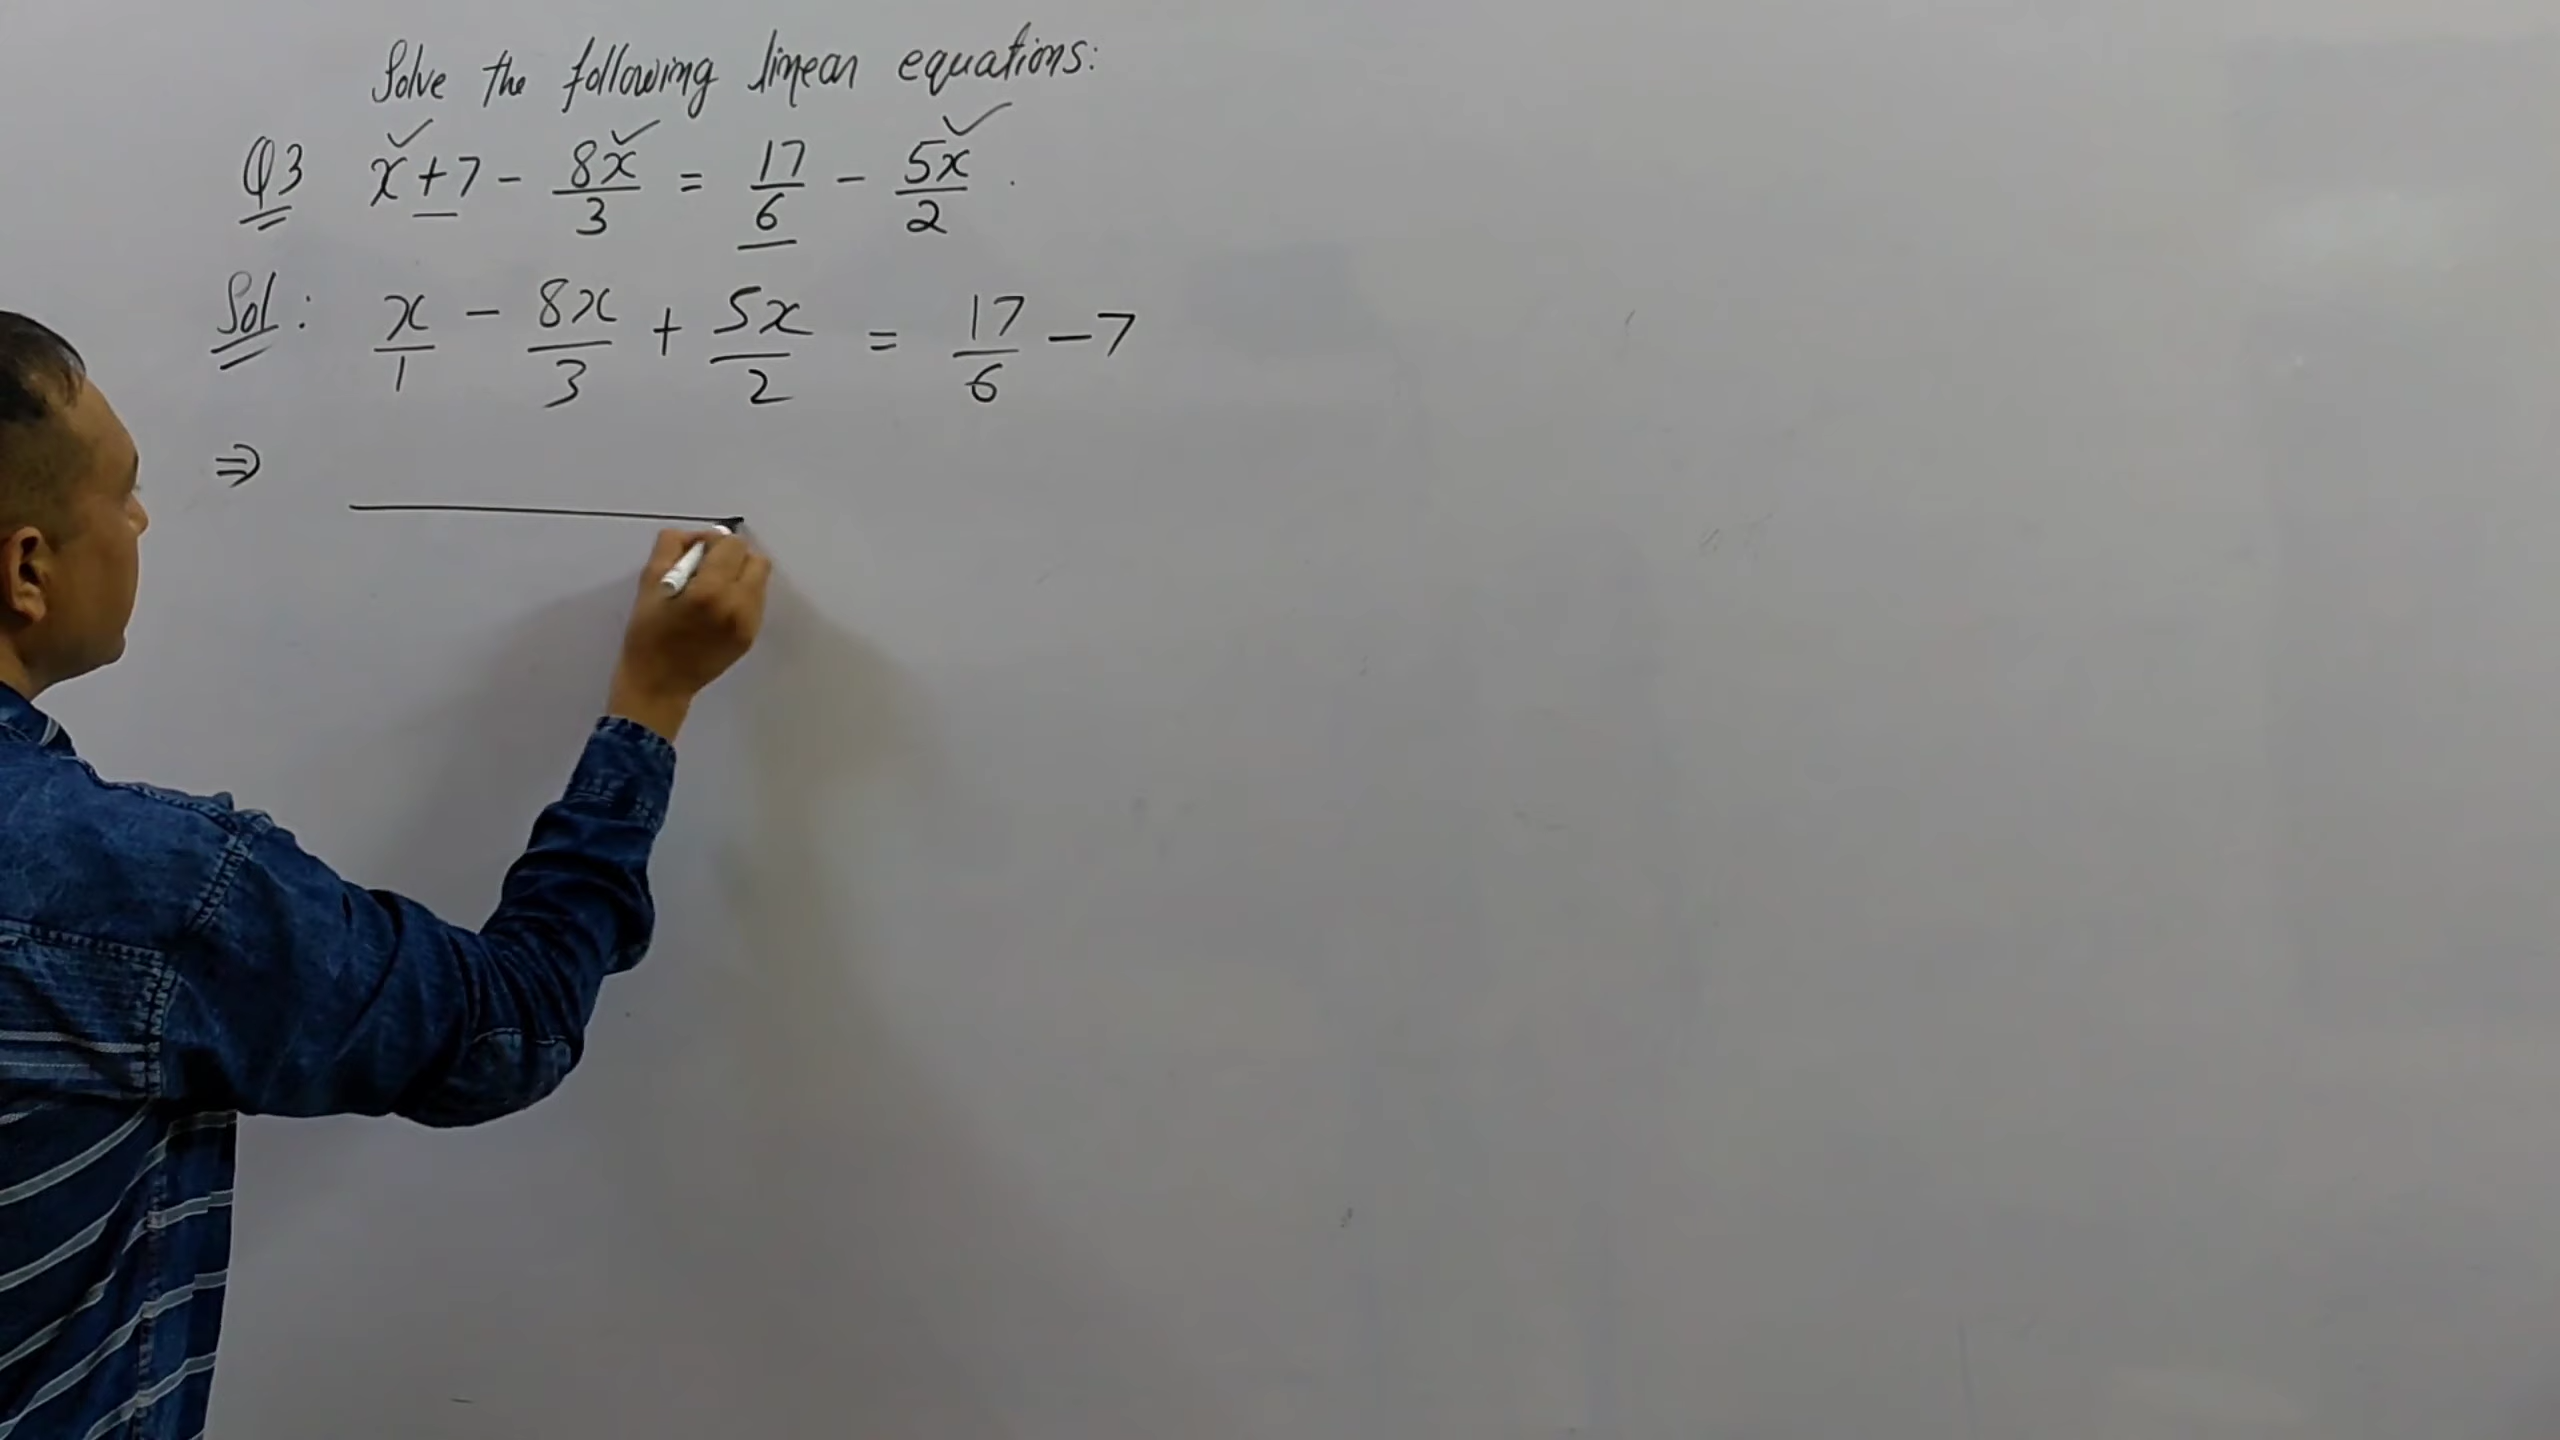 Solve the following linear equations:
Q3 x + 7 - 8x/3 = 17/6 - 5x/2 .
Sol: x/1 - 8x/3 + 5x/2 = 17/6 - 7
⇒